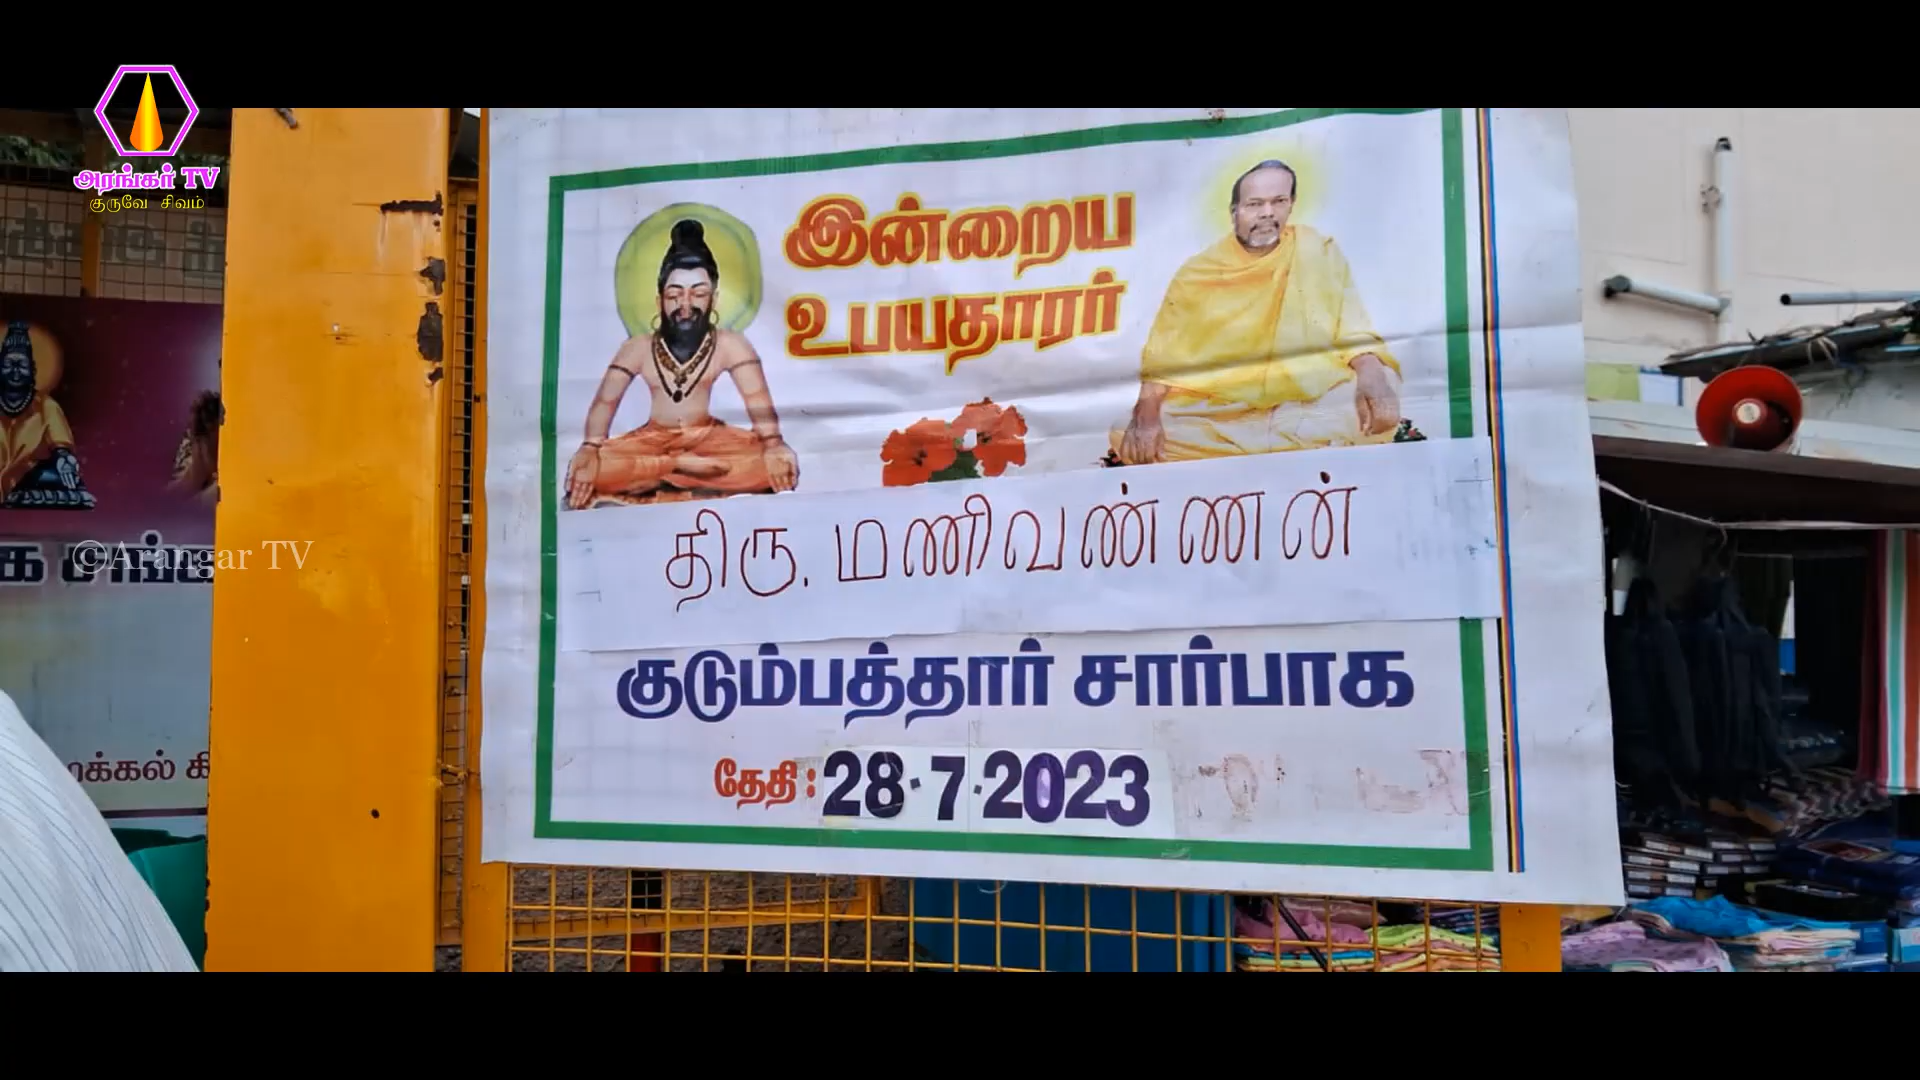 அரங்கர் TV
குருவே சிவம்
இன்றைய
உபயதாரர்
திரு. மணிவண்ணன்
©Arangar TV
குடும்பத்தார் சார்பாக
தேதி : 28·7·2023